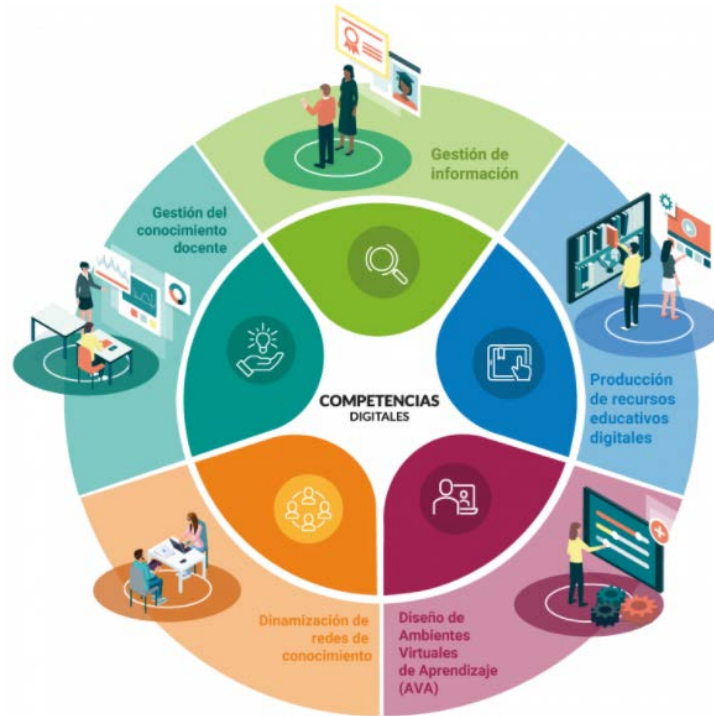 Gestión de
información
Gestión del
conocimiento
docente
COMPETENCIAS
DIGITALES
Producción
de recursos
educativos
digitales
Dinamización de
redes de
conocimiento
Diseño de
Ambientes
Virtuales
de Aprendizaje
(AVA)